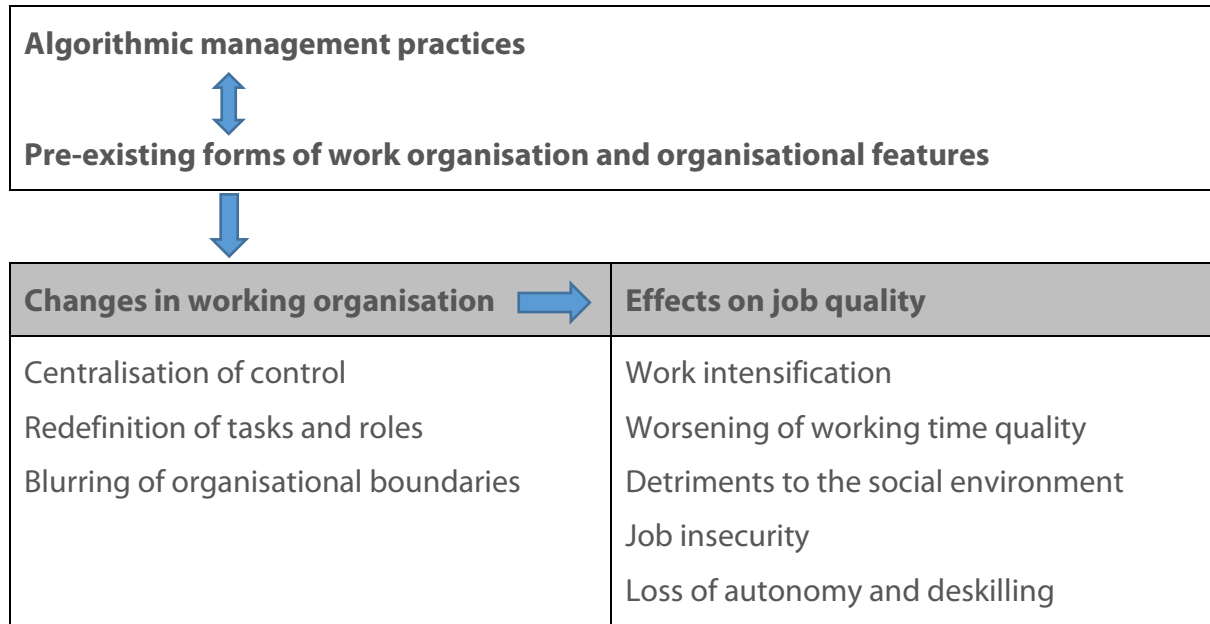 Algorithmic management practices
Pre-existing forms of work organisation and organisational features
Changes in working organisation
Effects on job quality
Centralisation of control
Redefinition of tasks and roles
Blurring of organisational boundaries
Work intensification
Worsening of working time quality
Detriments to the social environment
Job insecurity
Loss of autonomy and deskilling